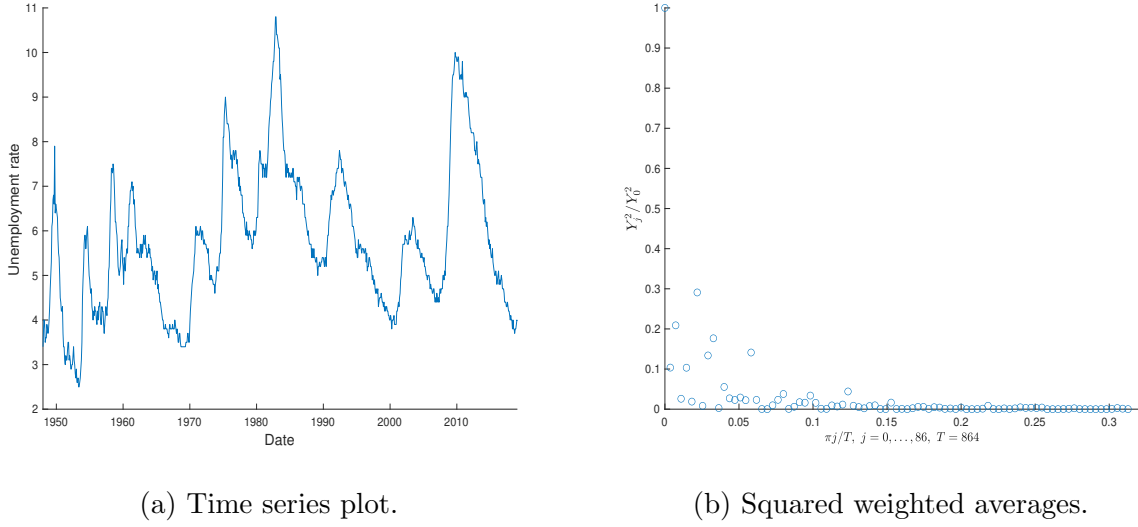 11
10
9
8
7
6
5
4
3
2
Unemployment rate
1950 1960 1970 1980 1990 2000 2010
Date
(a) Time series plot.
1
0.9
0.8
0.7
0.6
0.5
0.4
0.3
0.2
0.1
0
Y_j^2/Y_0^2
0 0.05 0.1 0.15 0.2 0.25 0.3
πj/T, j = 0, . . . , 86, T = 864
(b) Squared weighted averages.